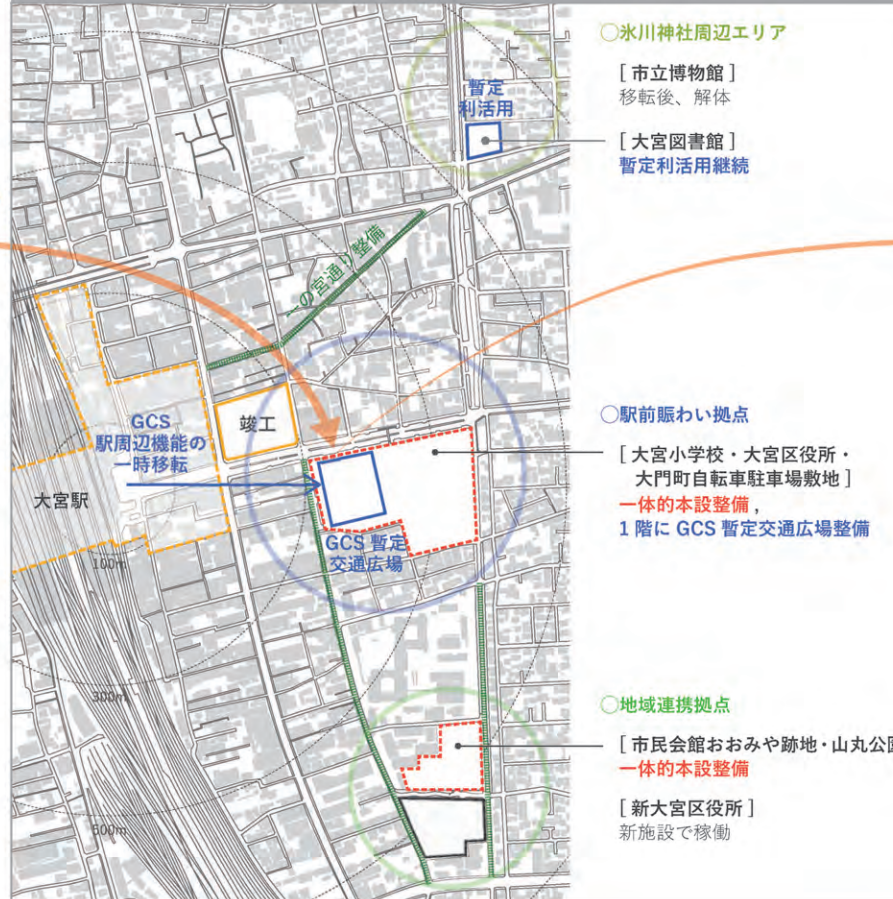 ○氷川神社周辺エリア
[ 市立博物館 ]
移転後、解体
[ 大宮図書館 ]
暫定利活用継続
暫定
利活用
一の宮通り整備
GCS
駅周辺機能の
一時移転
竣工
大宮駅
GCS 暫定
交通広場
100m
300m
500m
○駅前賑わい拠点
[ 大宮小学校・大宮区役所・
大門町自転車駐車場敷地 ]
一体的本設整備 ,
1 階に GCS 暫定交通広場整備
○地域連携拠点
[ 市民会館おおみや跡地・山丸公園
一体的本設整備
[ 新大宮区役所 ]
新施設で稼働